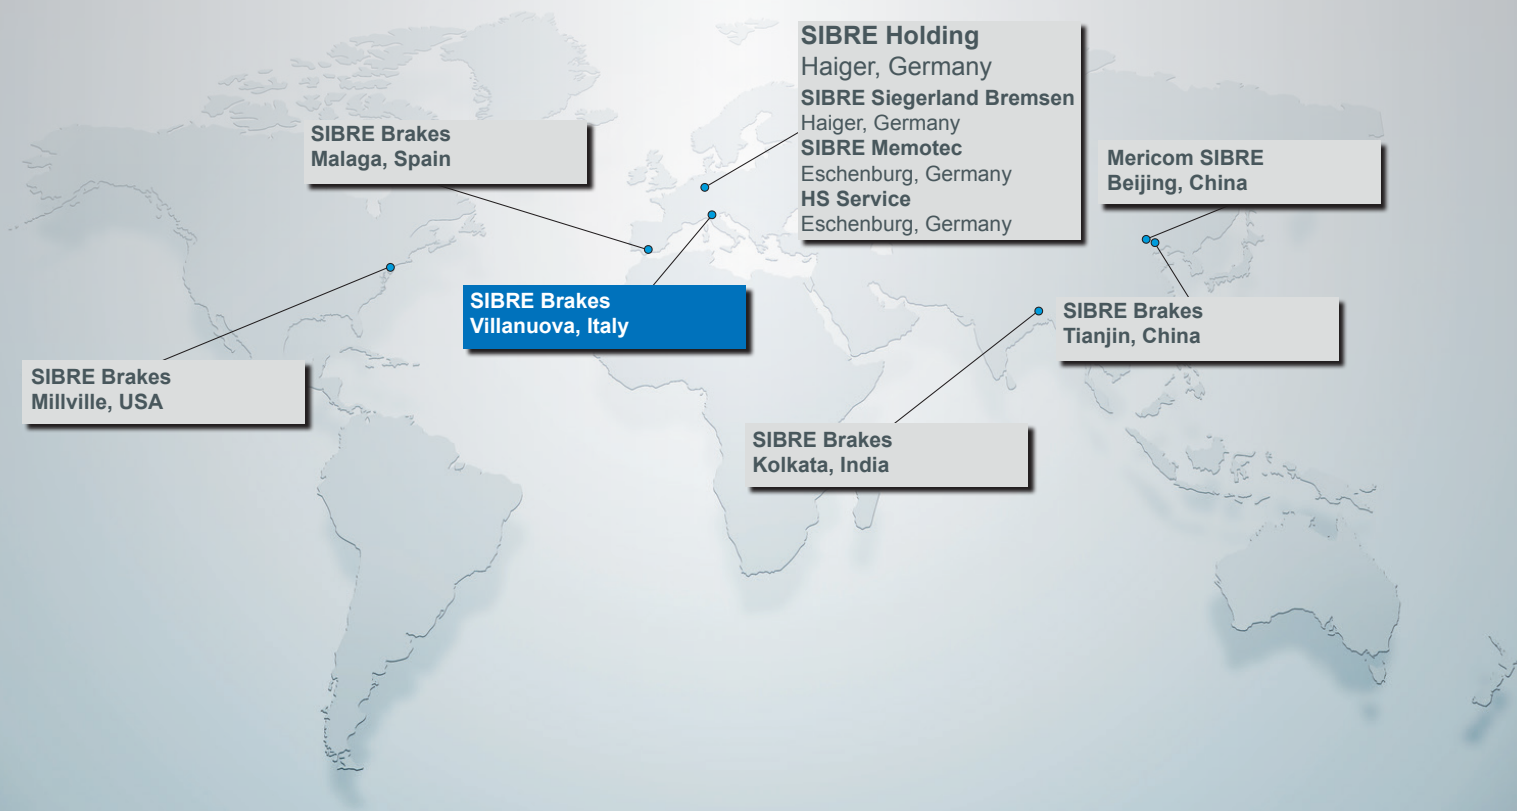 SIBRE Holding
Haiger, Germany
SIBRE Siegerland Bremsen
Haiger, Germany
SIBRE Memotec
Eschenburg, Germany
HS Service
Eschenburg, Germany
SIBRE Brakes
Malaga, Spain
Mericom SIBRE
Beijing, China
SIBRE Brakes
Villanuova, Italy
SIBRE Brakes
Tianjin, China
SIBRE Brakes
Millville, USA
SIBRE Brakes
Kolkata, India